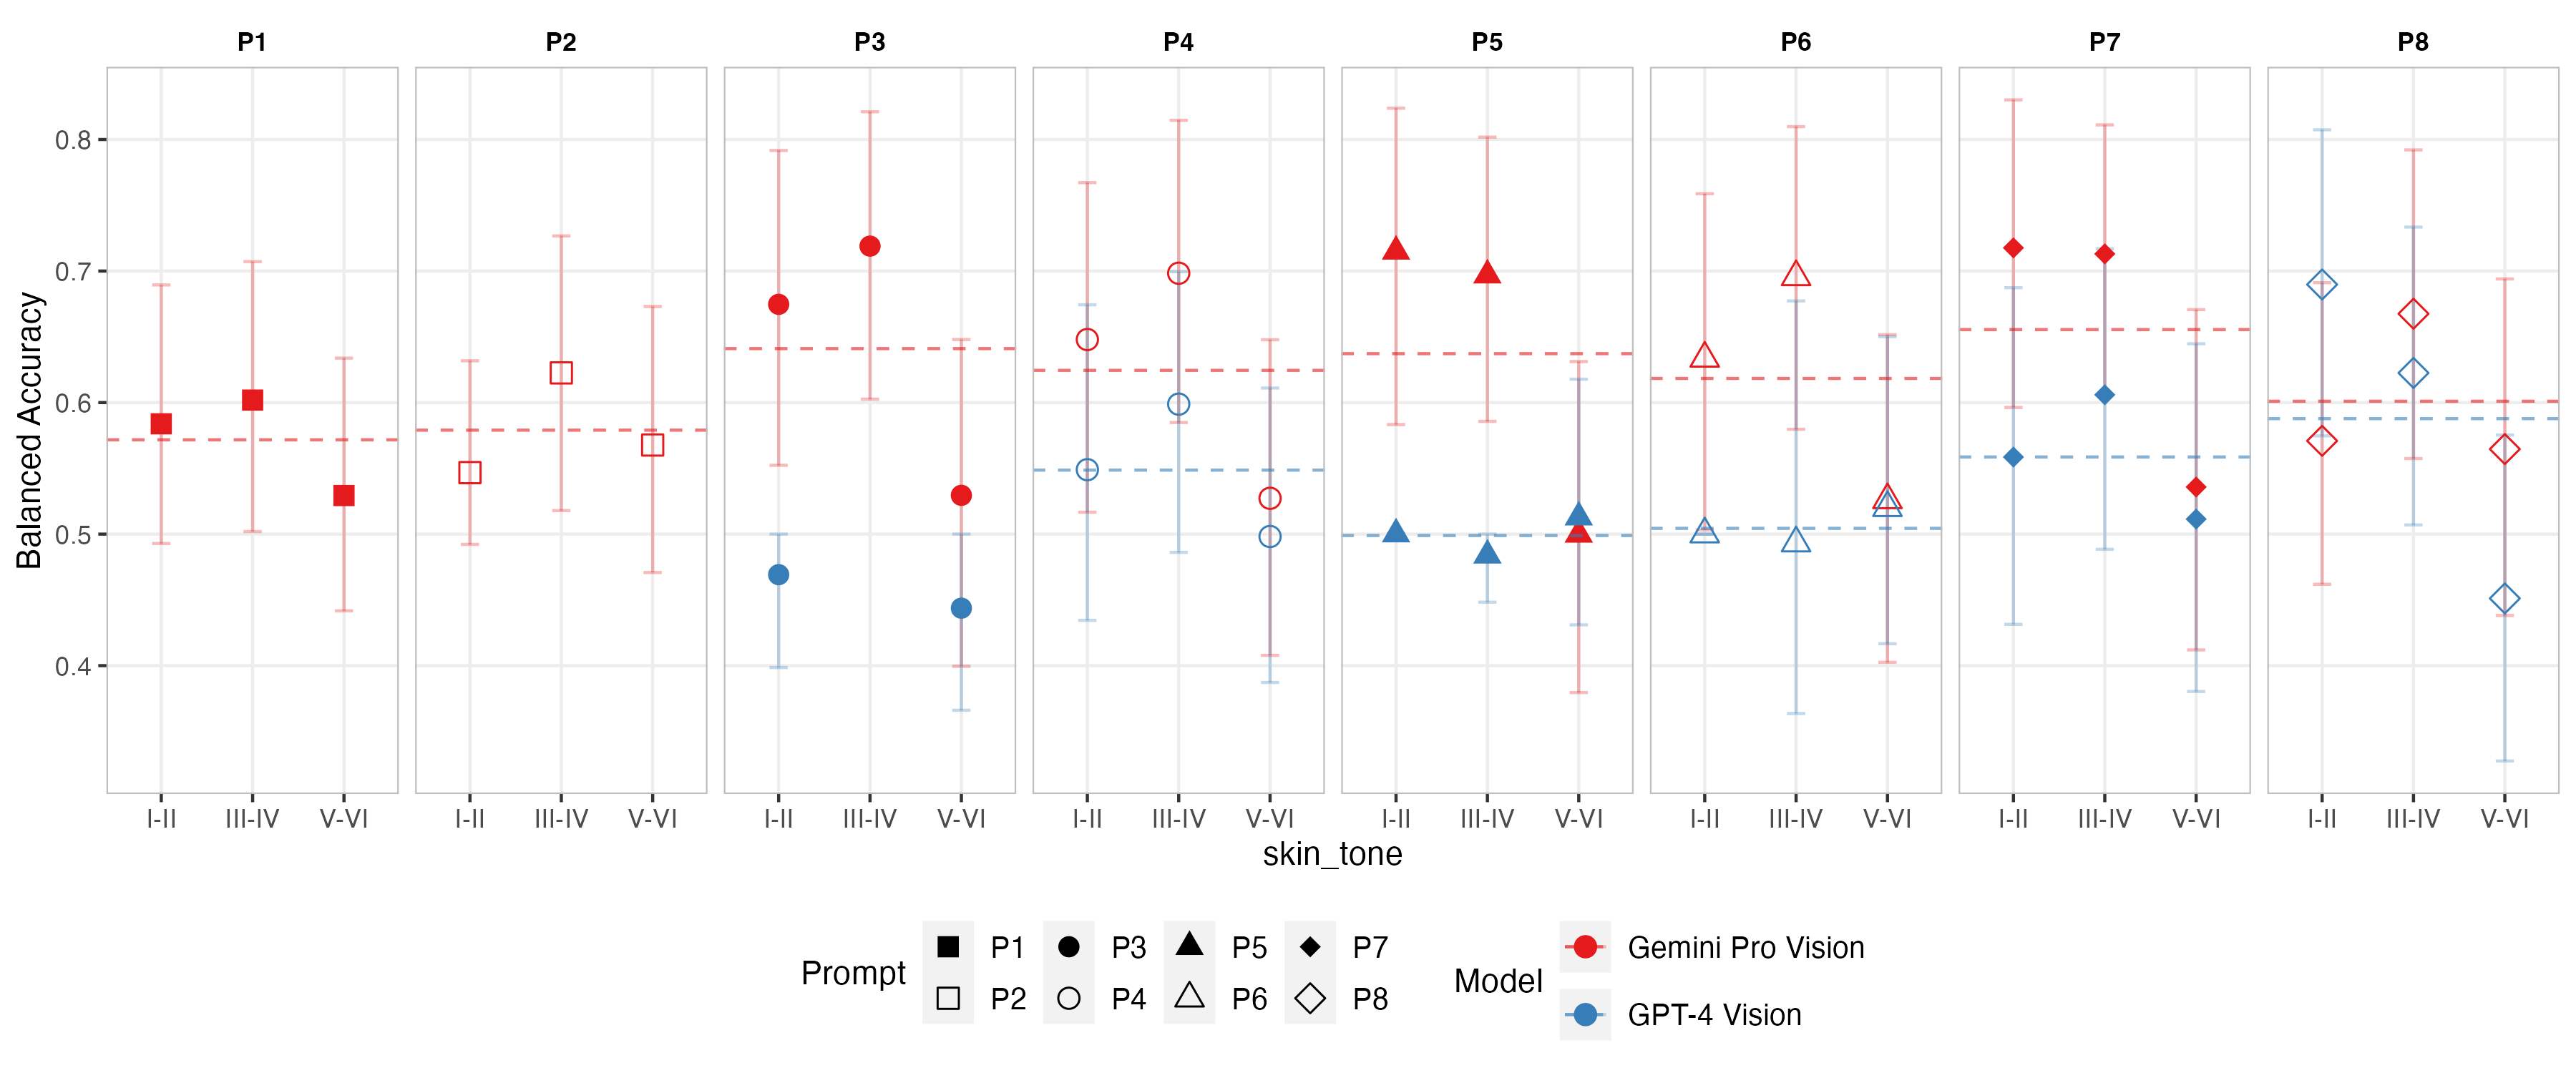 P1 P2 P3 P4 P5 P6 P7 P8
Balanced Accuracy
0.8
0.7
0.6
0.5
0.4
I-II III-IV V-VI I-II III-IV V-VI I-II III-IV V-VI I-II III-IV V-VI I-II III-IV V-VI I-II III-IV V-VI I-II III-IV V-VI I-II III-IV V-VI
skin_tone
Prompt
P1 P3 P5 P7
P2 P4 P6 P8
Model
Gemini Pro Vision
GPT-4 Vision